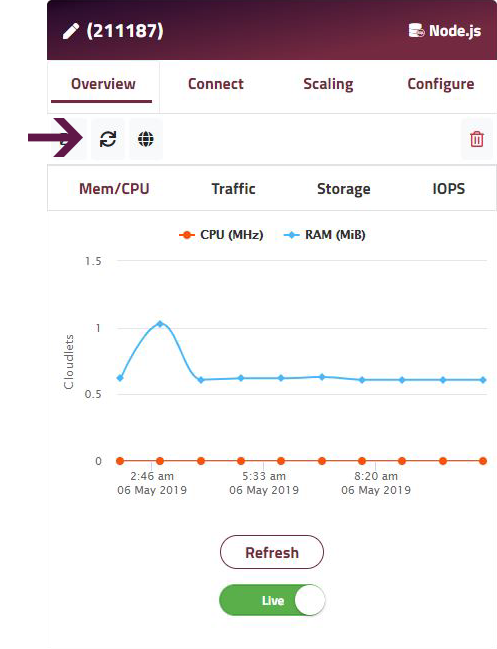 (211187) Node.js
Overview Connect Scaling Configure
Mem/CPU Traffic Storage IOPS
CPU (MHz) RAM (MiB)
1.5
1
0.5
0
Cloudlets
2:46 am 5:33 am 8:20 am
06 May 2019 06 May 2019 06 May 2019
Refresh
Live